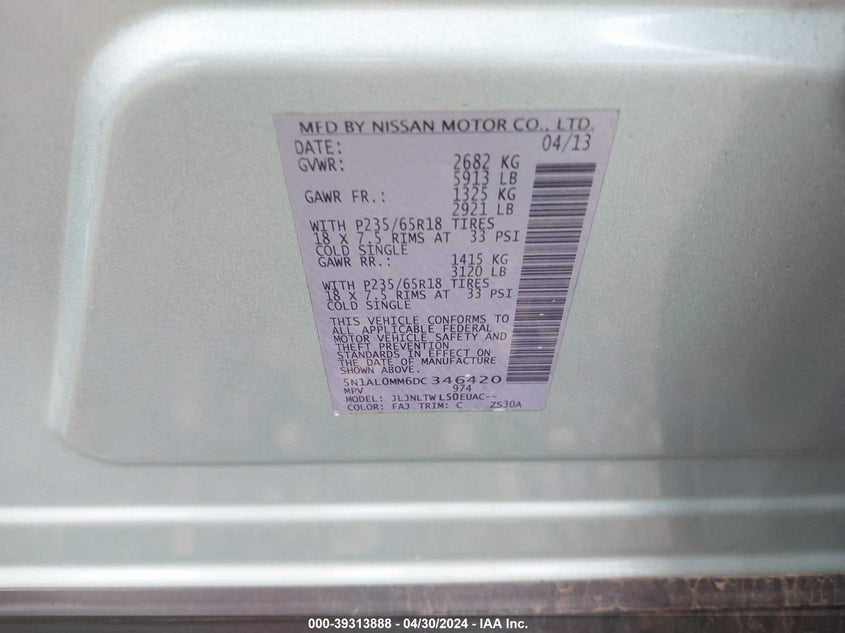 MFD BY NISSAN MOTOR CO., LTD.
DATE: 04/13
GVWR: 2682 KG
5913 LB
GAWR FR.: 1325 KG
2921 LB
WITH P235/65R18 TIRES
18 X 7.5 RIMS AT 33 PSI
COLD SINGLE
GAWR RR.: 1415 KG
3120 LB
WITH P235/65R18 TIRES
18 X 7.5 RIMS AT 33 PSI
COLD SINGLE
THIS VEHICLE CONFORMS TO
ALL APPLICABLE FEDERAL
MOTOR VEHICLE SAFETY AND
THEFT PREVENTION
STANDARDS IN EFFECT ON
THE DATE OF MANUFACTURE
SHOWN ABOVE.
5N1AL0MM6DC346420
MPV 974
MODEL: JLJNLTWL50EUAC--
COLOR: FAJ TRIM: C ZS30A
000-39313888 - 04/30/2024 - IAA Inc.